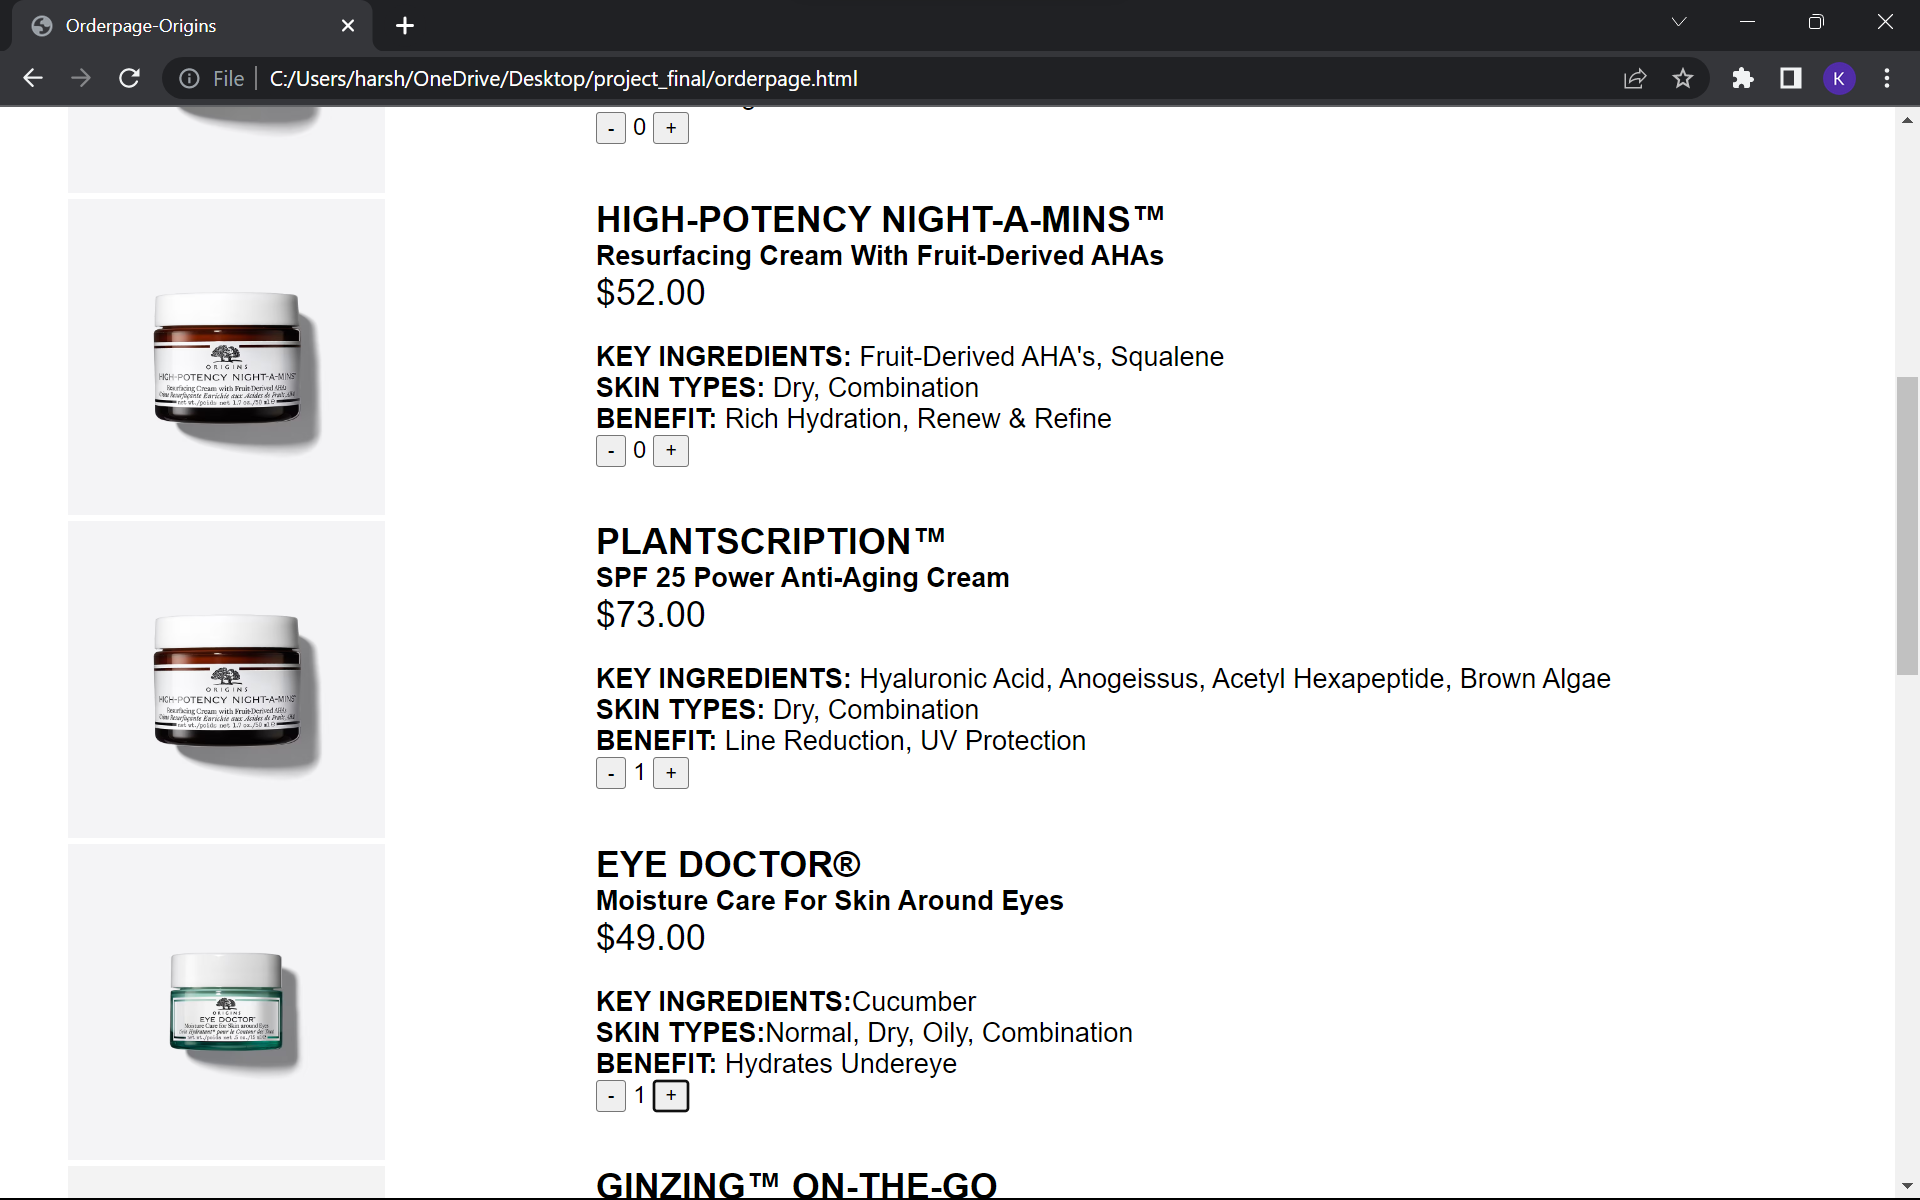 Orderpage-Origins
File
C:/Users/harsh/OneDrive/Desktop/project_final/orderpage.html
K
- 0 +
HIGH-POTENCY NIGHT-A-MINS™
Resurfacing Cream With Fruit-Derived AHAs
$52.00
KEY INGREDIENTS: Fruit-Derived AHA's, Squalene
SKIN TYPES: Dry, Combination
BENEFIT: Rich Hydration, Renew & Refine
- 0 +
ORIGINS
HIGH-POTENCY NIGHT-A-MINS™
Resurfacing Cream with Fruit-Derived AHAs
PLANTSCRIPTION™
SPF 25 Power Anti-Aging Cream
$73.00
KEY INGREDIENTS: Hyaluronic Acid, Anogeissus, Acetyl Hexapeptide, Brown Algae
SKIN TYPES: Dry, Combination
BENEFIT: Line Reduction, UV Protection
- 1 +
ORIGINS
HIGH-POTENCY NIGHT-A-MINS™
Resurfacing Cream with Fruit-Derived AHAs
EYE DOCTOR®
Moisture Care For Skin Around Eyes
$49.00
KEY INGREDIENTS:Cucumber
SKIN TYPES:Normal, Dry, Oily, Combination
BENEFIT: Hydrates Undereye
- 1 +
ORIGINS
EYE DOCTOR
Moisture Care for Skin around Eyes
GINZING™ ON-THE-GO